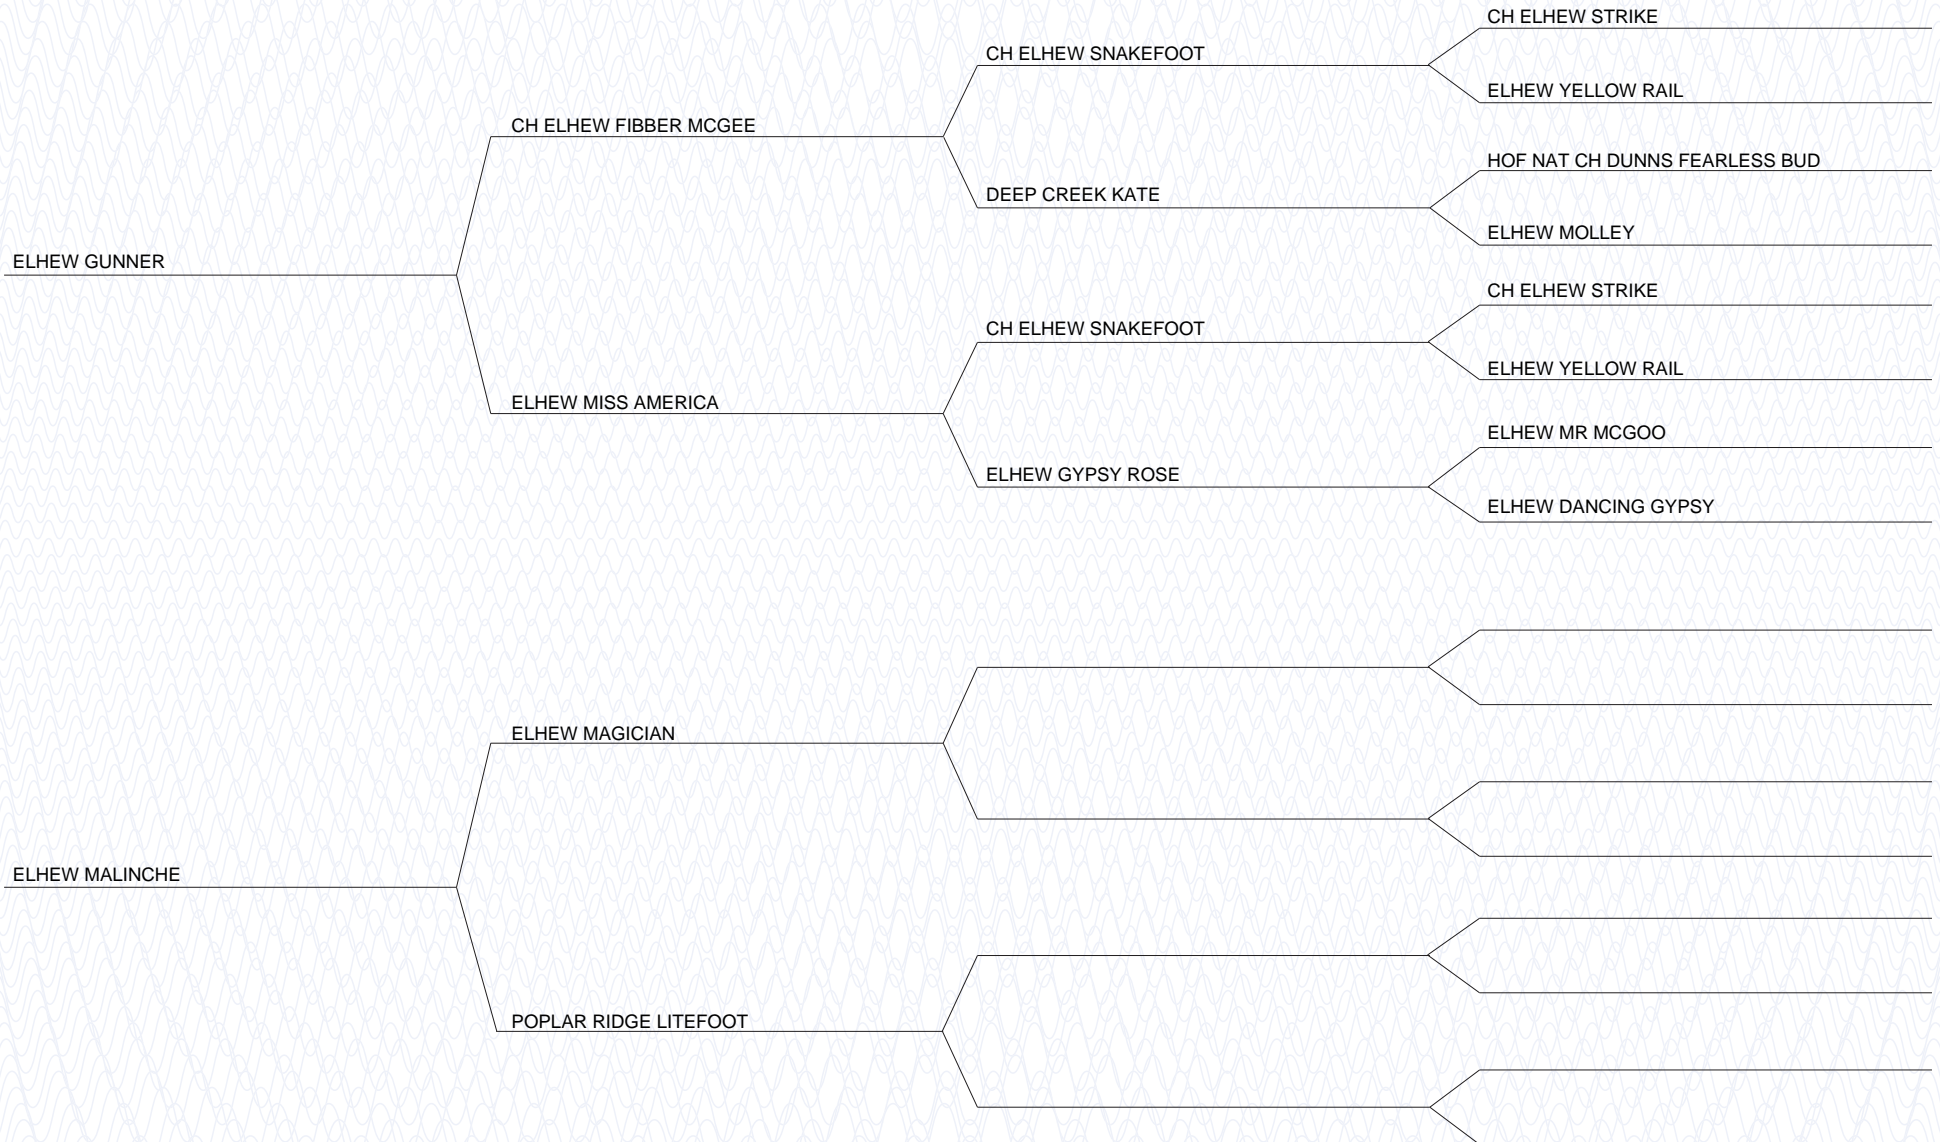 CH ELHEW STRIKE
CH ELHEW SNAKEFOOT
ELHEW YELLOW RAIL
CH ELHEW FIBBER MCGEE
HOF NAT CH DUNNS FEARLESS BUD
DEEP CREEK KATE
ELHEW MOLLEY
ELHEW GUNNER
CH ELHEW STRIKE
CH ELHEW SNAKEFOOT
ELHEW YELLOW RAIL
ELHEW MISS AMERICA
ELHEW MR MCGOO
ELHEW GYPSY ROSE
ELHEW DANCING GYPSY
ELHEW MAGICIAN
ELHEW MALINCHE
POPLAR RIDGE LITEFOOT